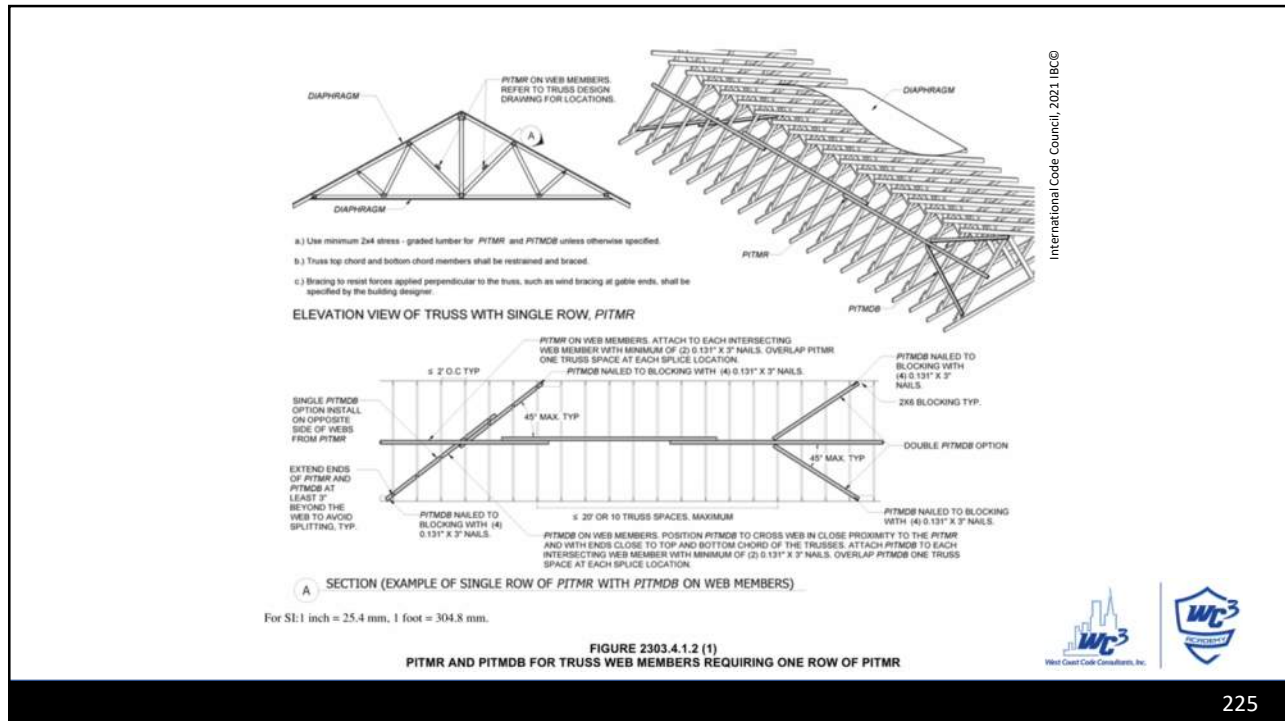 DIAPHRAGM
PITMR ON WEB MEMBERS.
REFER TO TRUSS DESIGN
DRAWING FOR LOCATIONS.
A
DIAPHRAGM
DIAPHRAGM
PITMR
PITMDB
International Code Council, 2021 IBC©
a.) Use minimum 2x4 stress - graded lumber for PITMR and PITMDB unless otherwise specified.
b.) Truss top chord and bottom chord members shall be restrained and braced.
c.) Bracing to resist forces applied perpendicular to the truss, such as wind bracing at gable ends, shall be
specified by the building designer.
ELEVATION VIEW OF TRUSS WITH SINGLE ROW, PITMR
PITMR ON WEB MEMBERS. ATTACH TO EACH INTERSECTING
WEB MEMBER WITH MINIMUM OF (2) 0.131" X 3" NAILS. OVERLAP PITMR
ONE TRUSS SPACE AT EACH SPLICE LOCATION.
≤ 2' O.C TYP
PITMDB NAILED TO BLOCKING WITH (4) 0.131" X 3" NAILS.
SINGLE PITMDB
OPTION INSTALL
ON OPPOSITE
SIDE OF WEBS
FROM PITMR
45° MAX. TYP
PITMDB NAILED TO
BLOCKING WITH
(4) 0.131" X 3"
NAILS.
2X6 BLOCKING TYP.
DOUBLE PITMDB OPTION
45° MAX. TYP
EXTEND ENDS
OF PITMR AND
PITMDB AT
LEAST 3"
BEYOND THE
WEB TO AVOID
SPLITTING, TYP.
PITMDB NAILED TO
BLOCKING WITH (4)
0.131" X 3" NAILS.
≤ 20' OR 10 TRUSS SPACES, MAXIMUM
PITMDB NAILED TO BLOCKING
WITH (4) 0.131" X 3" NAILS.
PITMDB ON WEB MEMBERS. POSITION PITMDB TO CROSS WEB IN CLOSE PROXIMITY TO THE PITMR
AND WITH ENDS CLOSE TO TOP AND BOTTOM CHORD OF THE TRUSSES. ATTACH PITMDB TO EACH
INTERSECTING WEB MEMBER WITH MINIMUM OF (2) 0.131" X 3" NAILS. OVERLAP PITMDB ONE TRUSS
SPACE AT EACH SPLICE LOCATION.
A SECTION (EXAMPLE OF SINGLE ROW OF PITMR WITH PITMDB ON WEB MEMBERS)
For SI:1 inch = 25.4 mm, 1 foot = 304.8 mm.
FIGURE 2303.4.1.2 (1)
PITMR AND PITMDB FOR TRUSS WEB MEMBERS REQUIRING ONE ROW OF PITMR
WC3
West Coast Code Consultants, Inc.
WC3
ACADEMY
225